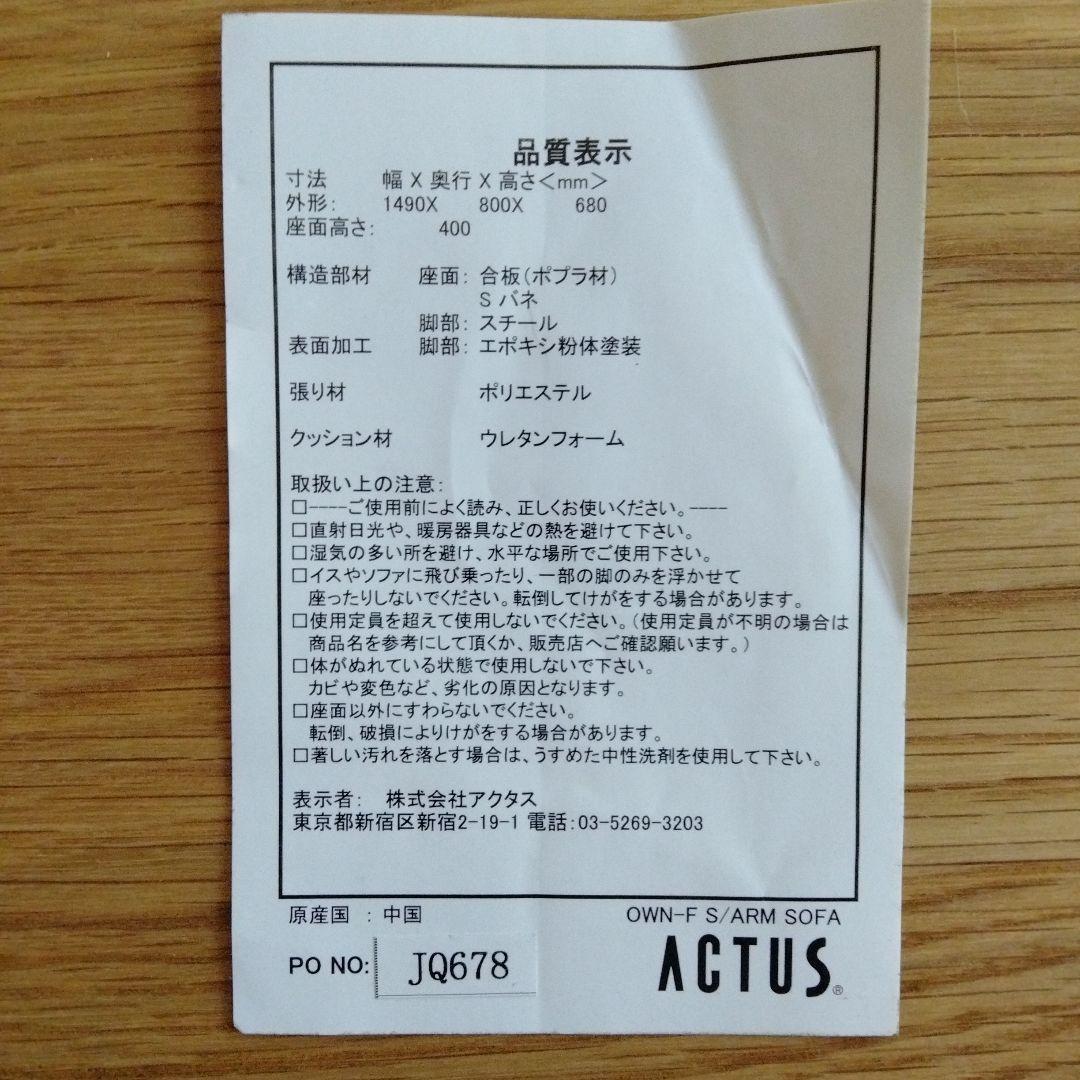 品質表示
寸法 幅 X 奥行 X 高さ<mm>
外形: 1490X 800X 680
座面高さ: 400
構造部材 座面: 合板(ポプラ材)
S バネ
脚部: スチール
表面加工 脚部: エポキシ粉体塗装
張り材 ポリエステル
クッション材 ウレタンフォーム
取扱い上の注意:
□----ご使用前によく読み、正しくお使いください。----
□直射日光や、暖房器具などの熱を避けて下さい。
□湿気の多い所を避け、水平な場所でご使用下さい。
□イスやソファに飛び乗ったり、一部の脚のみを浮かせて
座ったりしないでください。転倒してけがをする場合があります。
□使用定員を超えて使用しないでください。(使用定員が不明の場合は
商品名を参考にして頂くか、販売店へご確認願います。)
□体がぬれている状態で使用しないで下さい。
カビや変色など、劣化の原因となります。
□座面以外にすわらないでください。
転倒、破損によりけがをする場合があります。
□著しい汚れを落とす場合は、うすめた中性洗剤を使用して下さい。
表示者: 株式会社アクタス
東京都新宿区新宿2-19-1 電話:03-5269-3203
原産国 : 中国 OWN-F S/ARM SOFA
PO NO: JQ678 ACTUS®